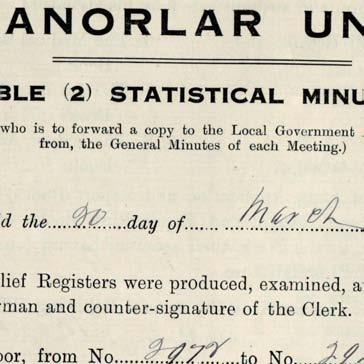 ANORLAR UN
BLE (2) STATISTICAL MINU
who is to forward a copy to the Local Government
from, the General Minutes of each Meeting.)
d the 20 day of March
lief Registers were produced, examined, a
man and counter-signature of the Clerk.
oor, from No. to No. 20